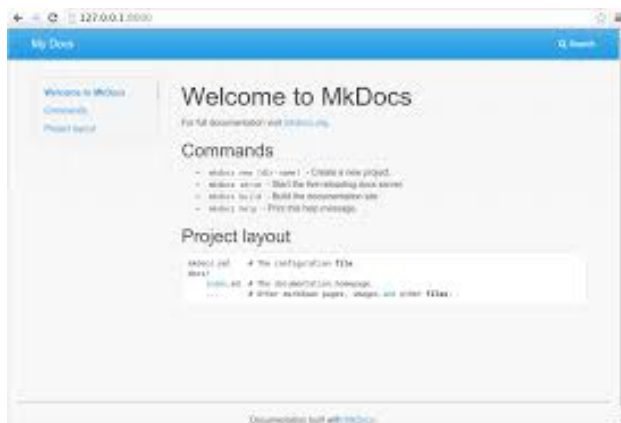 127.0.0.1:8000
My Docs
Search
Welcome to MkDocs
Commands
Project layout
Welcome to MkDocs
For full documentation visit mkdocs.org.
Commands
mkdocs new [dir-name] - Create a new project.
mkdocs serve - Start the live-reloading docs server.
mkdocs build - Build the documentation site.
mkdocs help - Print this help message.
Project layout
mkdocs.yml # The configuration file.
docs/
index.md # The documentation homepage.
... # Other markdown pages, images and other files.
Documentation built with MkDocs.